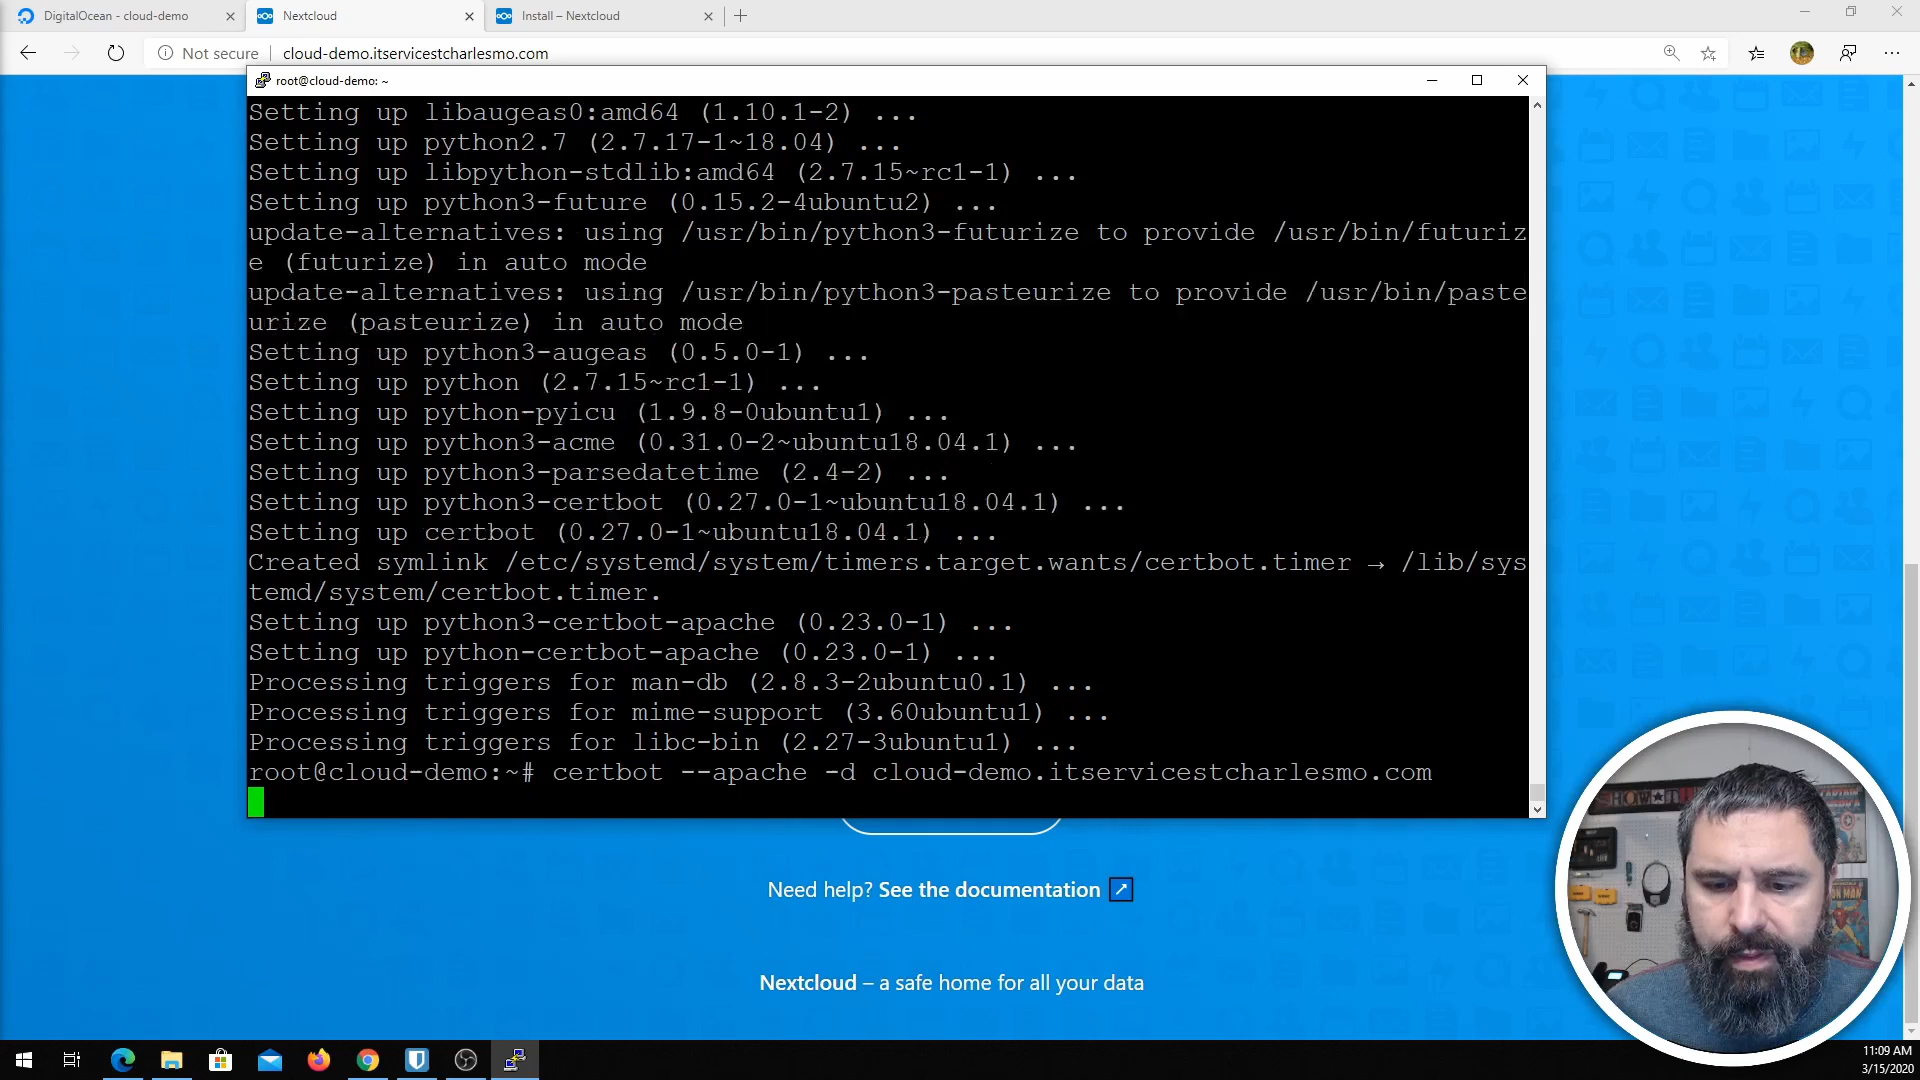 DigitalOcean - cloud-demo
Nextcloud
Install – Nextcloud
Not secure
cloud-demo.itservicestcharlesmo.com
root@cloud-demo: ~
Setting up libaugeas0:amd64 (1.10.1-2) ...
Setting up python2.7 (2.7.17-1~18.04) ...
Setting up libpython-stdlib:amd64 (2.7.15~rc1-1) ...
Setting up python3-future (0.15.2-4ubuntu2) ...
update-alternatives: using /usr/bin/python3-futurize to provide /usr/bin/futuriz
e (futurize) in auto mode
update-alternatives: using /usr/bin/python3-pasteurize to provide /usr/bin/paste
urize (pasteurize) in auto mode
Setting up python3-augeas (0.5.0-1) ...
Setting up python (2.7.15~rc1-1) ...
Setting up python-pyicu (1.9.8-0ubuntu1) ...
Setting up python3-acme (0.31.0-2~ubuntu18.04.1) ...
Setting up python3-parsedatetime (2.4-2) ...
Setting up python3-certbot (0.27.0-1~ubuntu18.04.1) ...
Setting up certbot (0.27.0-1~ubuntu18.04.1) ...
Created symlink /etc/systemd/system/timers.target.wants/certbot.timer → /lib/sys
temd/system/certbot.timer.
Setting up python3-certbot-apache (0.23.0-1) ...
Setting up python-certbot-apache (0.23.0-1) ...
Processing triggers for man-db (2.8.3-2ubuntu0.1) ...
Processing triggers for mime-support (3.60ubuntu1) ...
Processing triggers for libc-bin (2.27-3ubuntu1) ...
root@cloud-demo:~# certbot --apache -d cloud-demo.itservicestcharlesmo.com
Need help? See the documentation
Nextcloud – a safe home for all your data
11:09 AM
3/15/2020